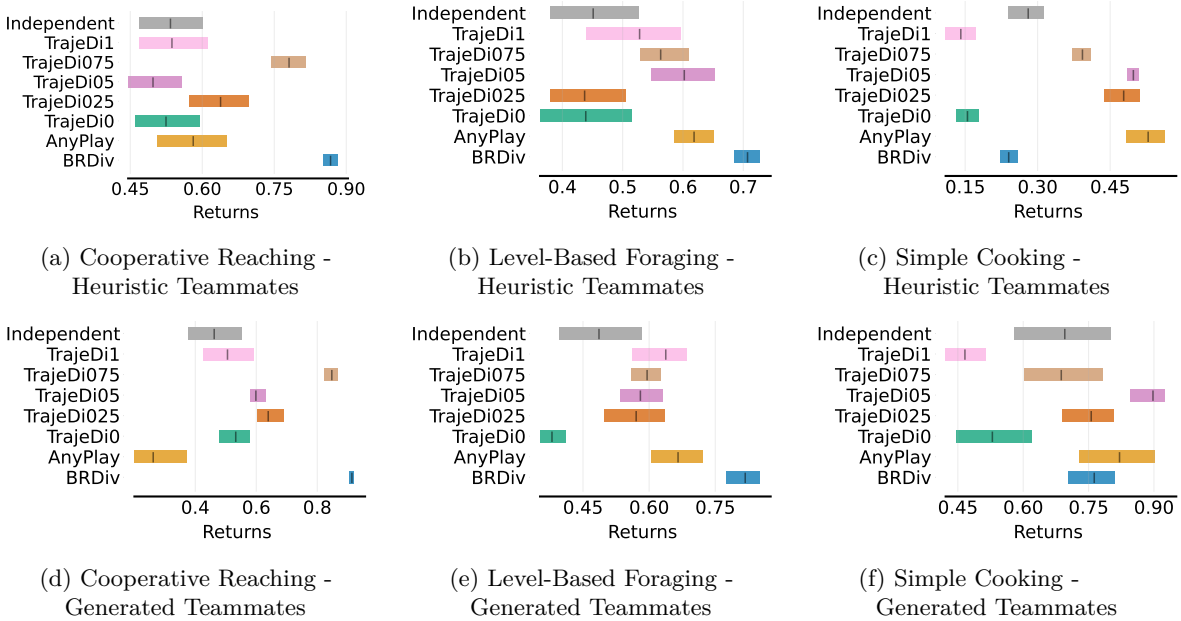 Independent
TrajeDi1
TrajeDi075
TrajeDi05
TrajeDi025
TrajeDi0
AnyPlay
BRDiv
0.45 0.60 0.75 0.90
Returns
(a) Cooperative Reaching -
Heuristic Teammates
Independent
TrajeDi1
TrajeDi075
TrajeDi05
TrajeDi025
TrajeDi0
AnyPlay
BRDiv
0.4 0.5 0.6 0.7
Returns
(b) Level-Based Foraging -
Heuristic Teammates
Independent
TrajeDi1
TrajeDi075
TrajeDi05
TrajeDi025
TrajeDi0
AnyPlay
BRDiv
0.15 0.30 0.45
Returns
(c) Simple Cooking -
Heuristic Teammates
Independent
TrajeDi1
TrajeDi075
TrajeDi05
TrajeDi025
TrajeDi0
AnyPlay
BRDiv
0.4 0.6 0.8
Returns
(d) Cooperative Reaching -
Generated Teammates
Independent
TrajeDi1
TrajeDi075
TrajeDi05
TrajeDi025
TrajeDi0
AnyPlay
BRDiv
0.45 0.60 0.75
Returns
(e) Level-Based Foraging -
Generated Teammates
Independent
TrajeDi1
TrajeDi075
TrajeDi05
TrajeDi025
TrajeDi0
AnyPlay
BRDiv
0.45 0.60 0.75 0.90
Returns
(f) Simple Cooking -
Generated Teammates